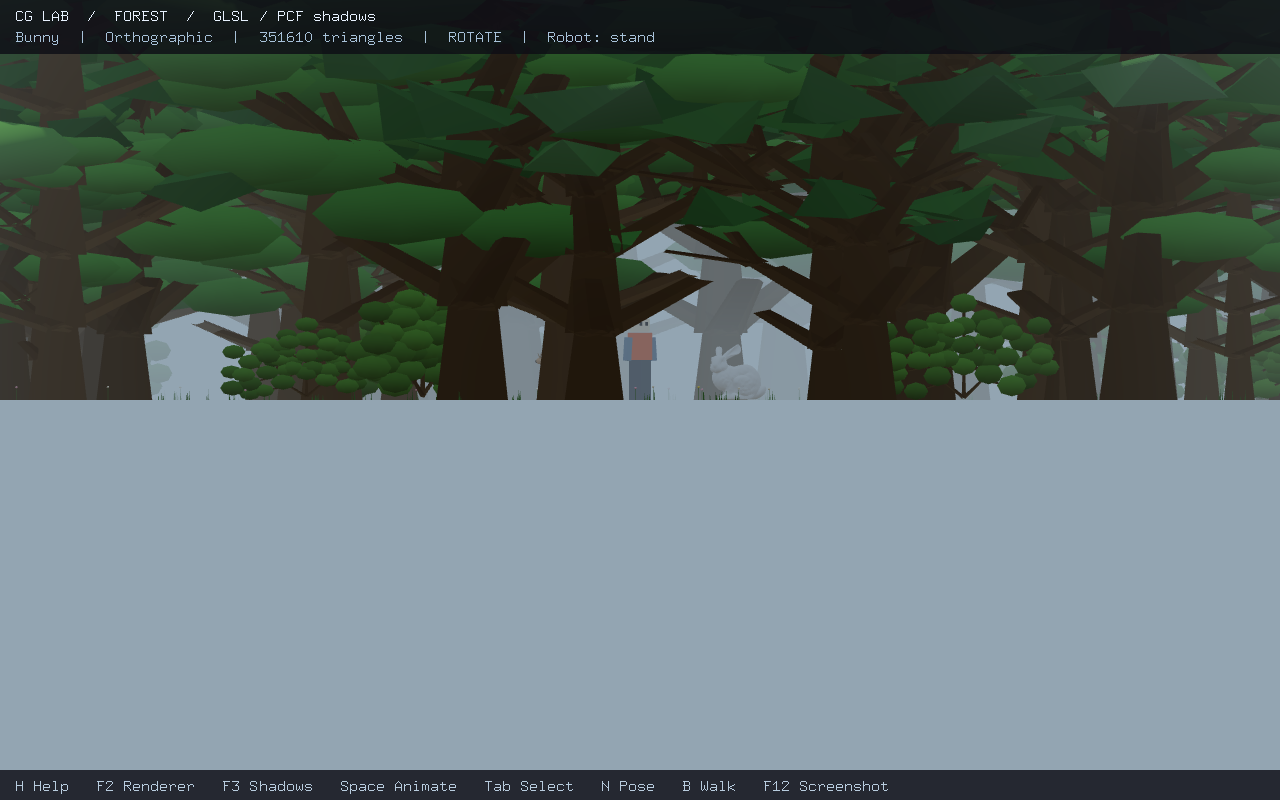 CG LAB / FOREST / GLSL / PCF shadows
Bunny | Orthographic | 351610 triangles | ROTATE | Robot: stand
H Help F2 Renderer F3 Shadows Space Animate Tab Select N Pose B Walk F12 Screenshot